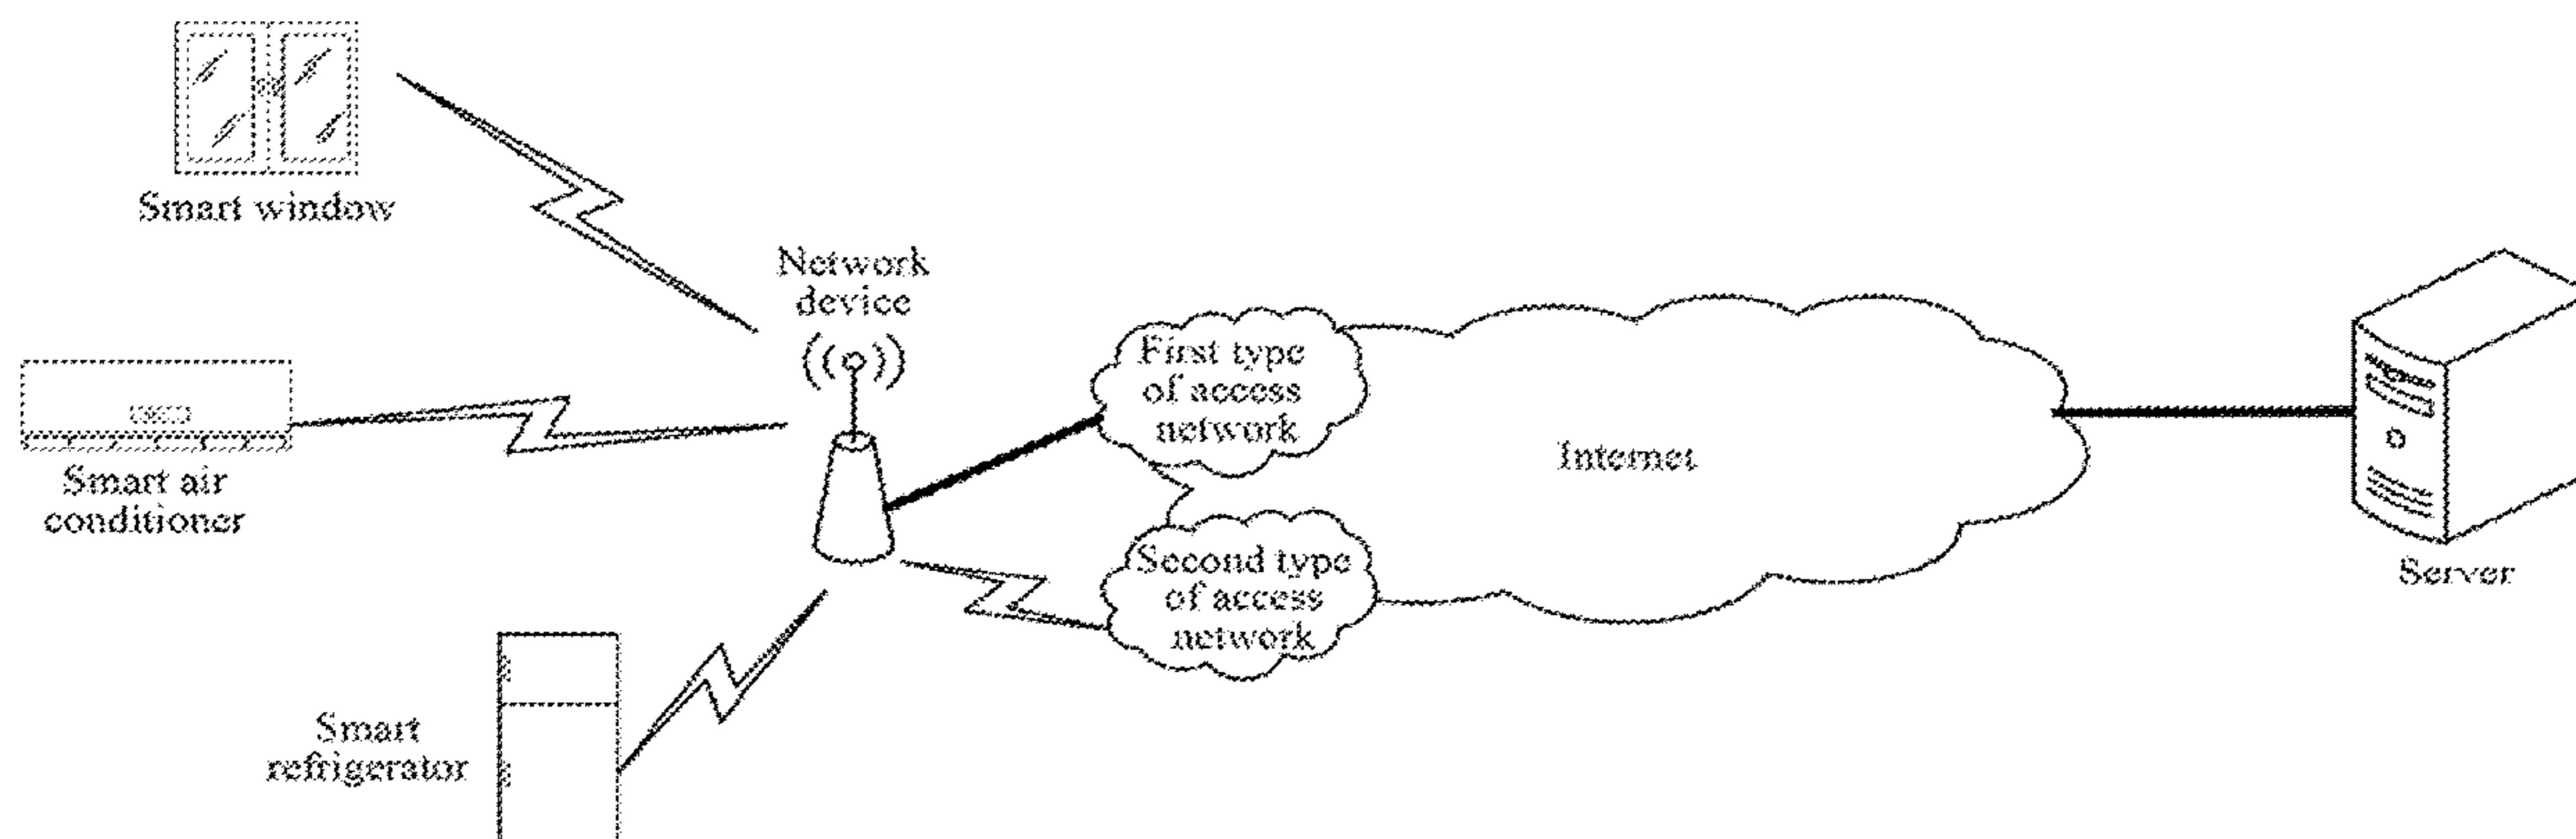 Smart window
Network
device
First type
of access
network
Internet
Smart air
conditioner
Second type
of access
network
Server
Smart
refrigerator